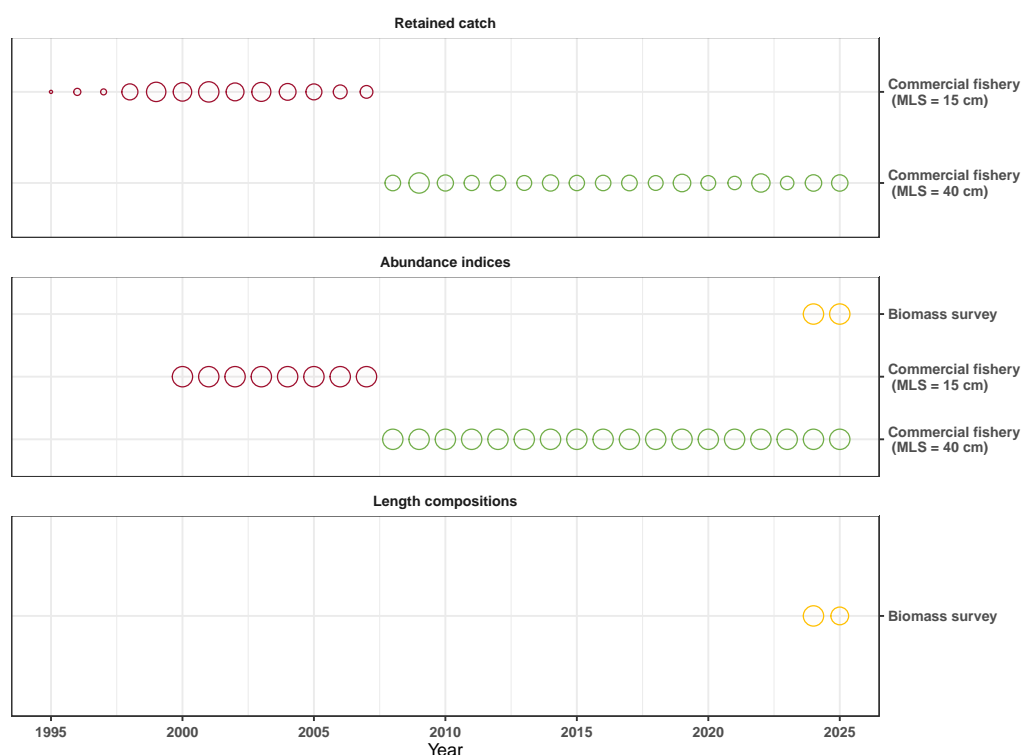 Retained catch
Commercial fishery
(MLS = 15 cm)
Commercial fishery
(MLS = 40 cm)
Abundance indices
Biomass survey
Commercial fishery
(MLS = 15 cm)
Commercial fishery
(MLS = 40 cm)
Length compositions
Biomass survey
1995 2000 2005 2010 2015 2020 2025
Year